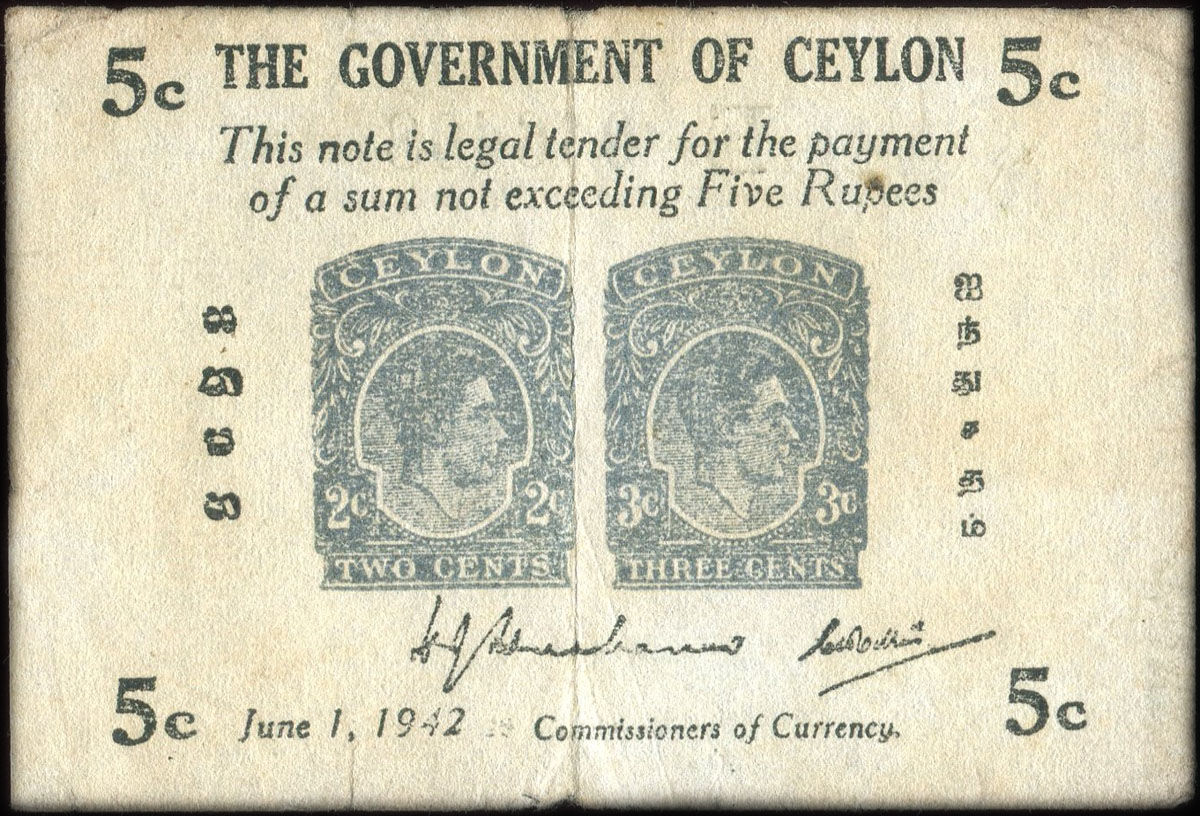 5c THE GOVERNMENT OF CEYLON 5c
This note is legal tender for the payment
of a sum not exceeding Five Rupees
CEYLON
2c 2c
TWO CENTS
CEYLON
3c 3c
THREE CENTS
ஐந்து சதம்
5c June 1, 1942 Commissioners of Currency. 5c